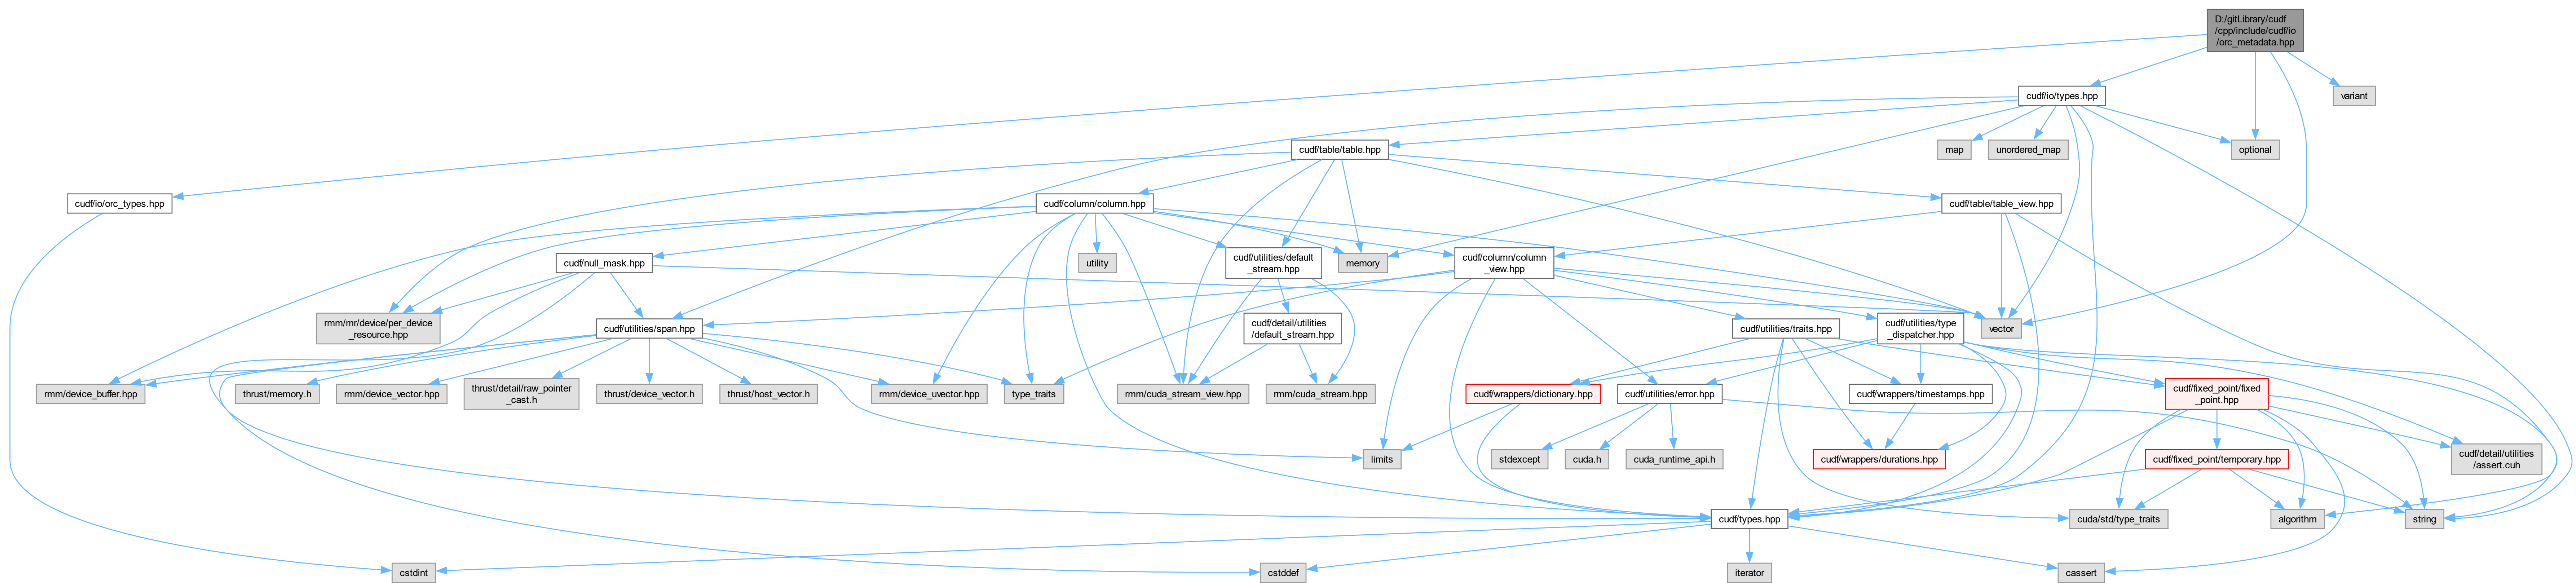 D:/gitLibrary/cudf
/cpp/include/cudf/io
/orc_metadata.hpp
cudf/io/types.hpp
variant
cudf/table/table.hpp
map
unordered_map
optional
cudf/io/orc_types.hpp
cudf/column/column.hpp
cudf/table/table_view.hpp
cudf/null_mask.hpp
utility
cudf/utilities/default
_stream.hpp
memory
cudf/column/column
_view.hpp
rmm/mr/device/per_device
_resource.hpp
cudf/utilities/span.hpp
cudf/detail/utilities
/default_stream.hpp
cudf/utilities/traits.hpp
cudf/utilities/type
_dispatcher.hpp
vector
rmm/device_buffer.hpp
thrust/memory.h
rmm/device_vector.hpp
thrust/detail/raw_pointer
_cast.h
thrust/device_vector.h
thrust/host_vector.h
rmm/device_uvector.hpp
type_traits
rmm/cuda_stream_view.hpp
rmm/cuda_stream.hpp
cudf/wrappers/dictionary.hpp
cudf/utilities/error.hpp
cudf/wrappers/timestamps.hpp
cudf/fixed_point/fixed
_point.hpp
limits
stdexcept
cuda.h
cuda_runtime_api.h
cudf/wrappers/durations.hpp
cudf/fixed_point/temporary.hpp
cudf/detail/utilities
/assert.cuh
cudf/types.hpp
cuda/std/type_traits
algorithm
string
cstdint
cstddef
iterator
cassert